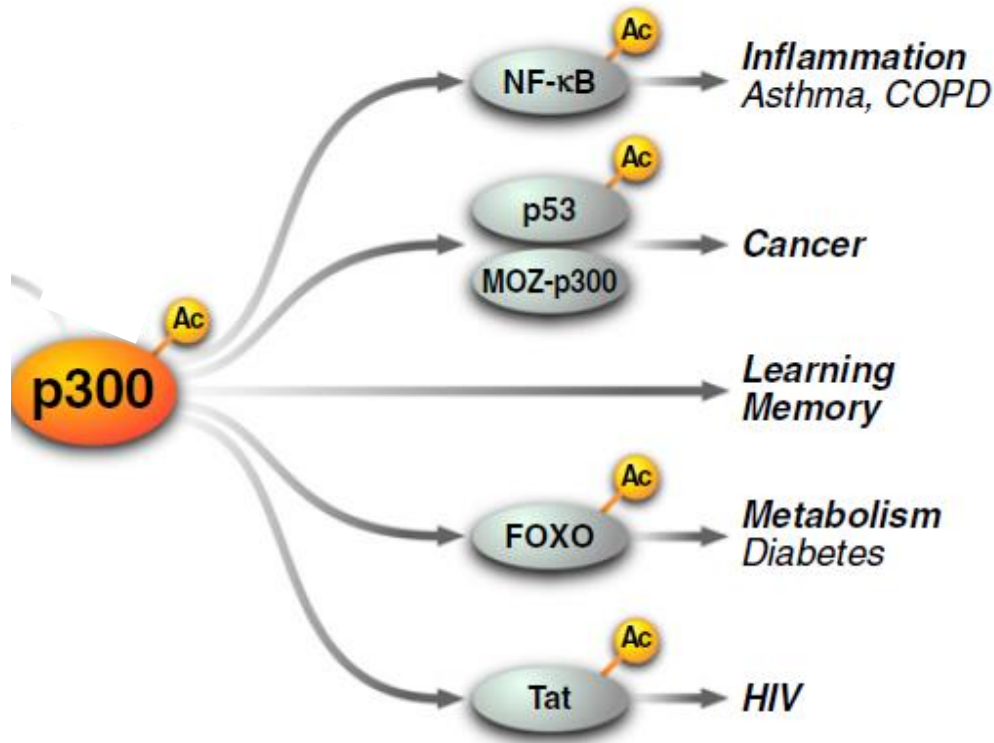 Ac
NF-κB
Inflammation
Asthma, COPD
Ac
p53
MOZ-p300
Cancer
Ac
p300
Learning
Memory
Ac
FOXO
Metabolism
Diabetes
Ac
Tat
HIV